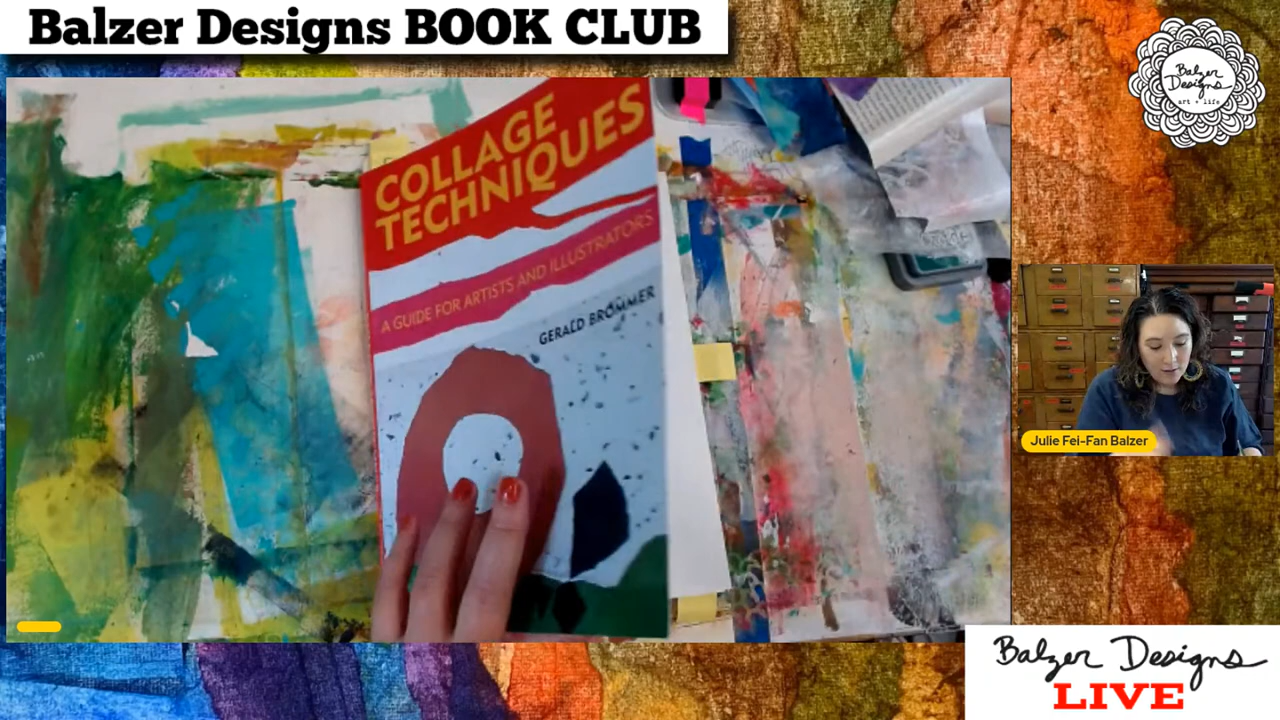 Balzer Designs BOOK CLUB
Balzer
Designs
art + life
COLLAGE
TECHNIQUES
A GUIDE FOR ARTISTS AND ILLUSTRATORS
GERALD BROMMER
Julie Fei-Fan Balzer
Balzer Designs
LIVE